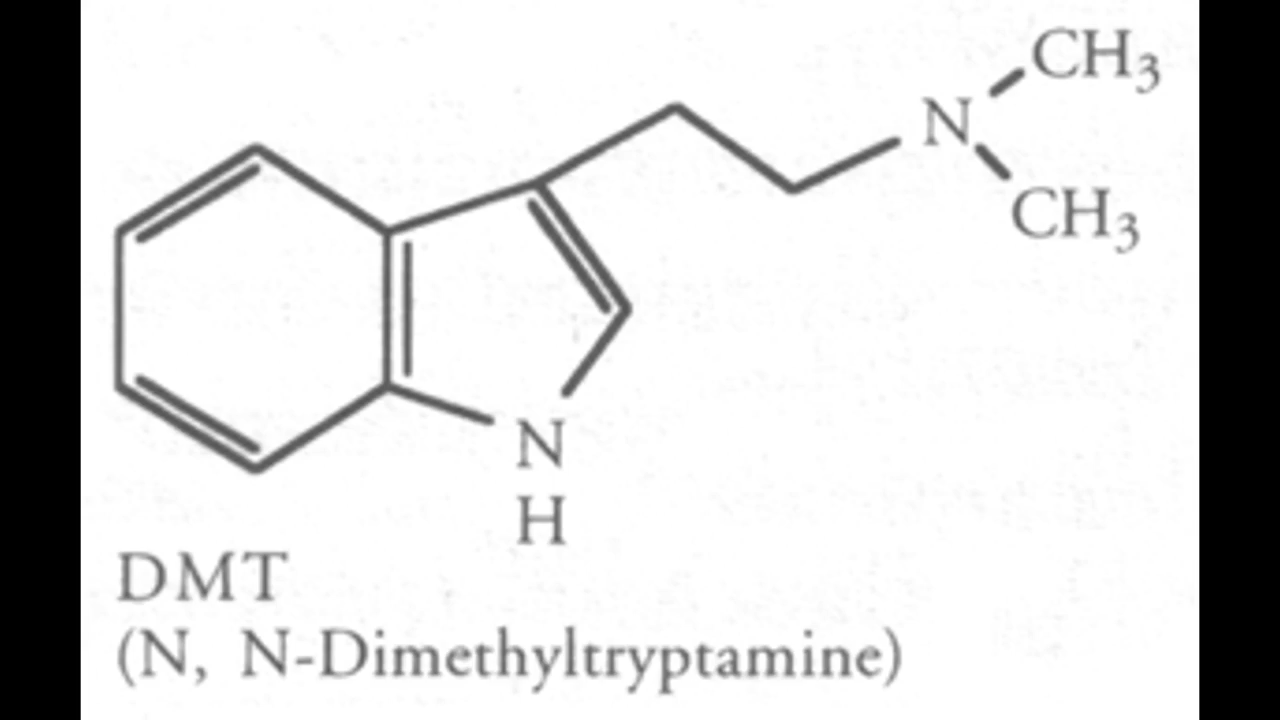 CH3
N
CH3
N
H
DMT
(N, N-Dimethyltryptamine)